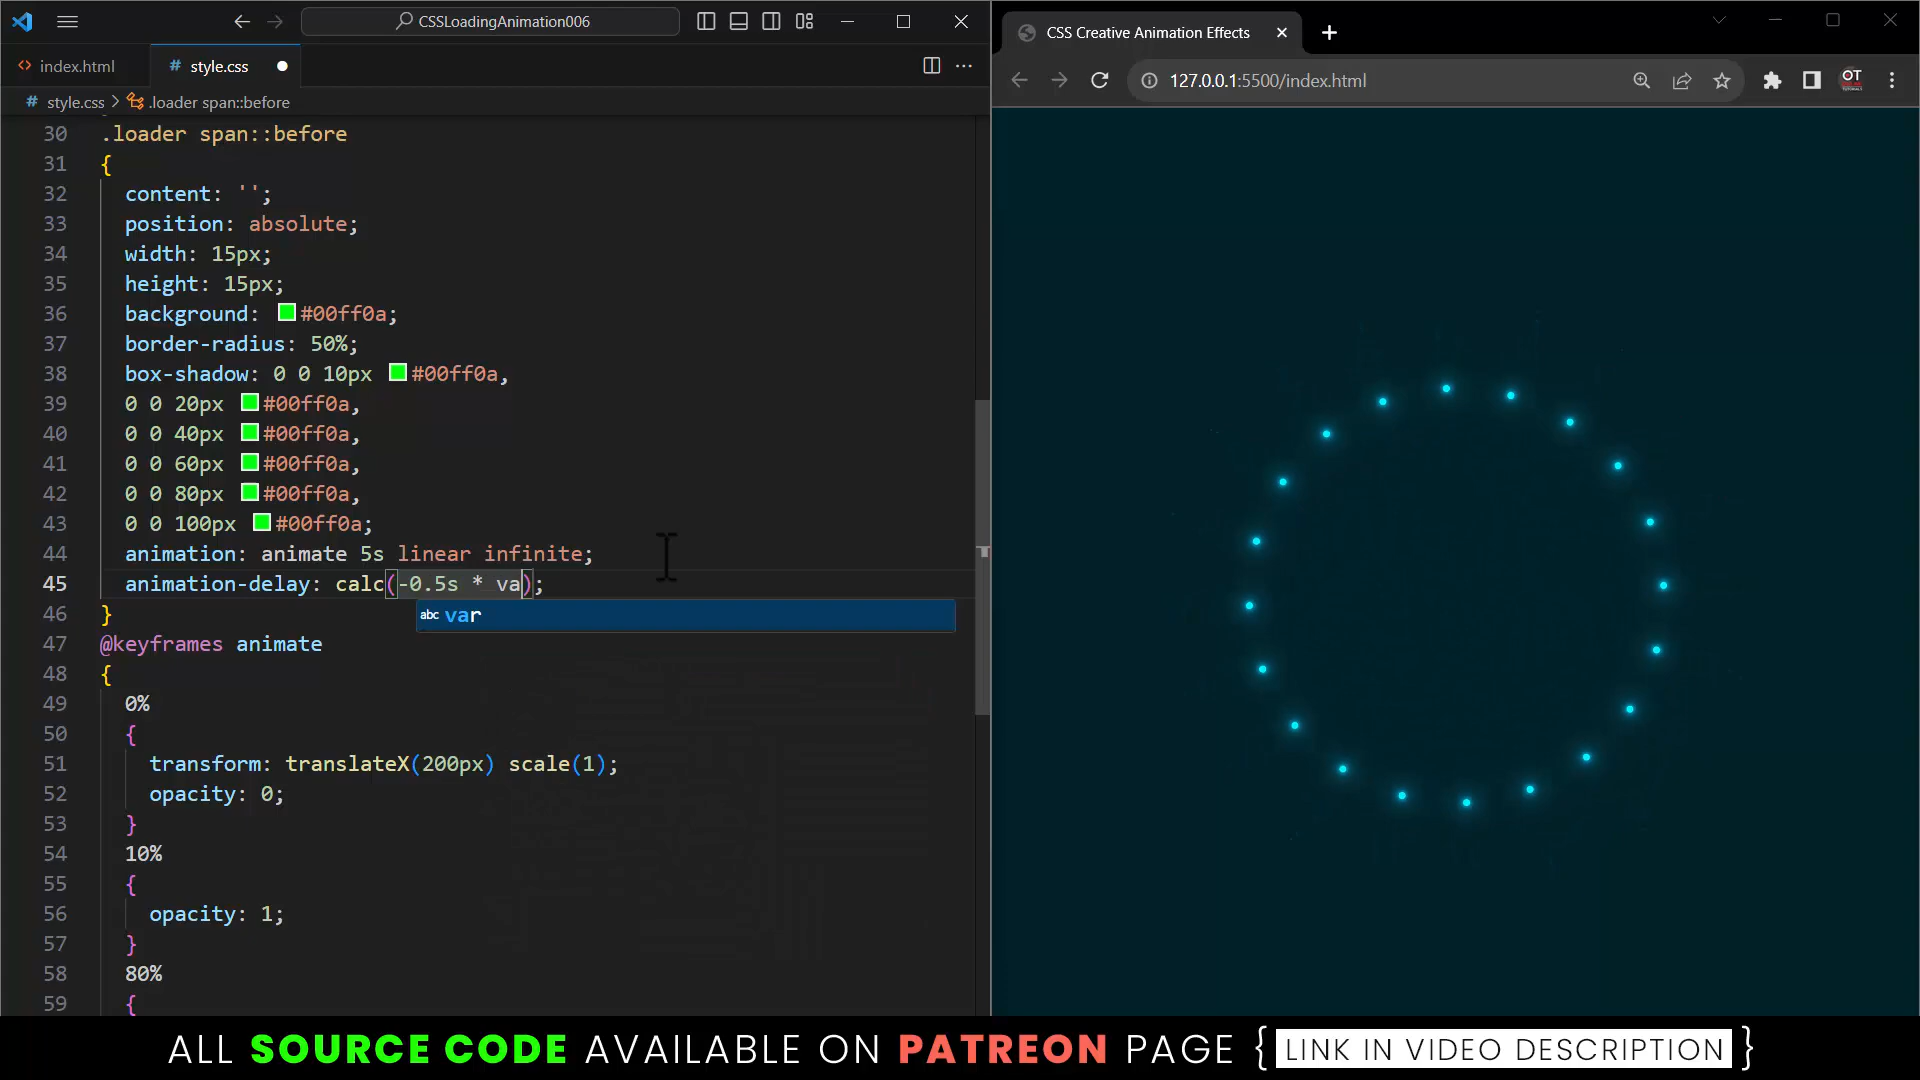 CSSLoadingAnimation006
index.html
# style.css
# style.css > .loader span::before
30 .loader span::before
31 {
32 content: '';
33 position: absolute;
34 width: 15px;
35 height: 15px;
36 background: #00ff0a;
37 border-radius: 50%;
38 box-shadow: 0 0 10px #00ff0a,
39 0 0 20px #00ff0a,
40 0 0 40px #00ff0a,
41 0 0 60px #00ff0a,
42 0 0 80px #00ff0a,
43 0 0 100px #00ff0a;
44 animation: animate 5s linear infinite;
45 animation-delay: calc(-0.5s * va);
abc var
46 }
47 @keyframes animate
48 {
49 0%
50 {
51 transform: translateX(200px) scale(1);
52 opacity: 0;
53 }
54 10%
55 {
56 opacity: 1;
57 }
58 80%
59 {
CSS Creative Animation Effects
127.0.0.1:5500/index.html
OT
ALL SOURCE CODE AVAILABLE ON PATREON PAGE { LINK IN VIDEO DESCRIPTION }